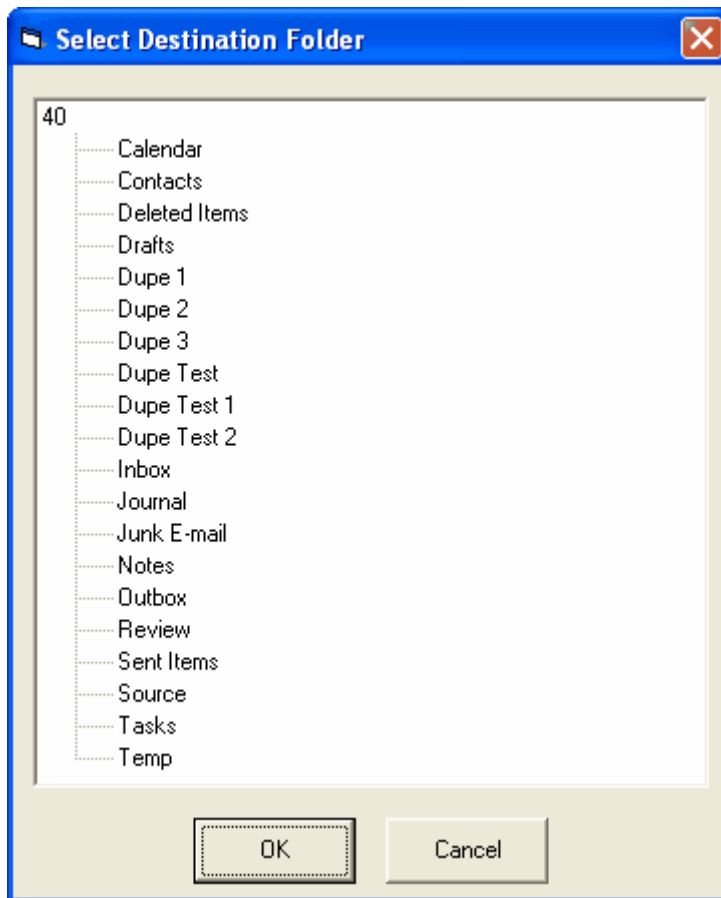 Select Destination Folder
40
Calendar
Contacts
Deleted Items
Drafts
Dupe 1
Dupe 2
Dupe 3
Dupe Test
Dupe Test 1
Dupe Test 2
Inbox
Journal
Junk E-mail
Notes
Outbox
Review
Sent Items
Source
Tasks
Temp
OK Cancel